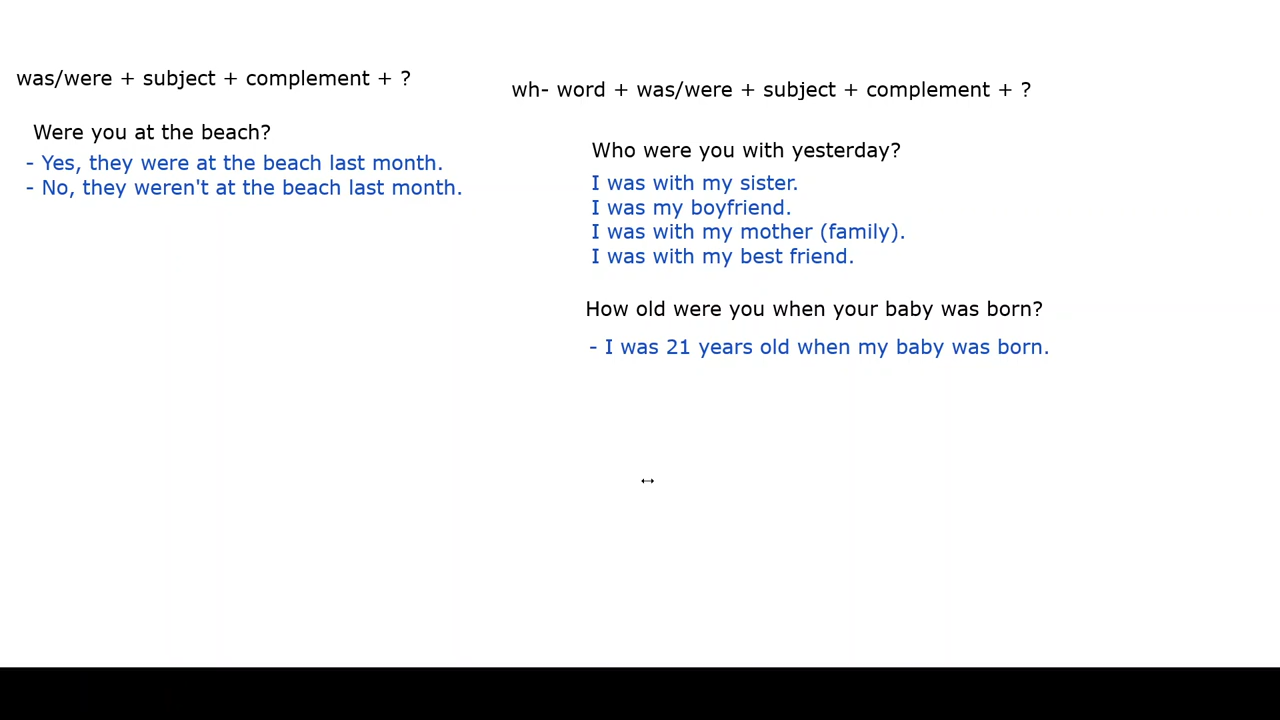 was/were + subject + complement + ?
Were you at the beach?
- Yes, they were at the beach last month.
- No, they weren't at the beach last month.
wh- word + was/were + subject + complement + ?
Who were you with yesterday?
I was with my sister.
I was my boyfriend.
I was with my mother (family).
I was with my best friend.
How old were you when your baby was born?
- I was 21 years old when my baby was born.